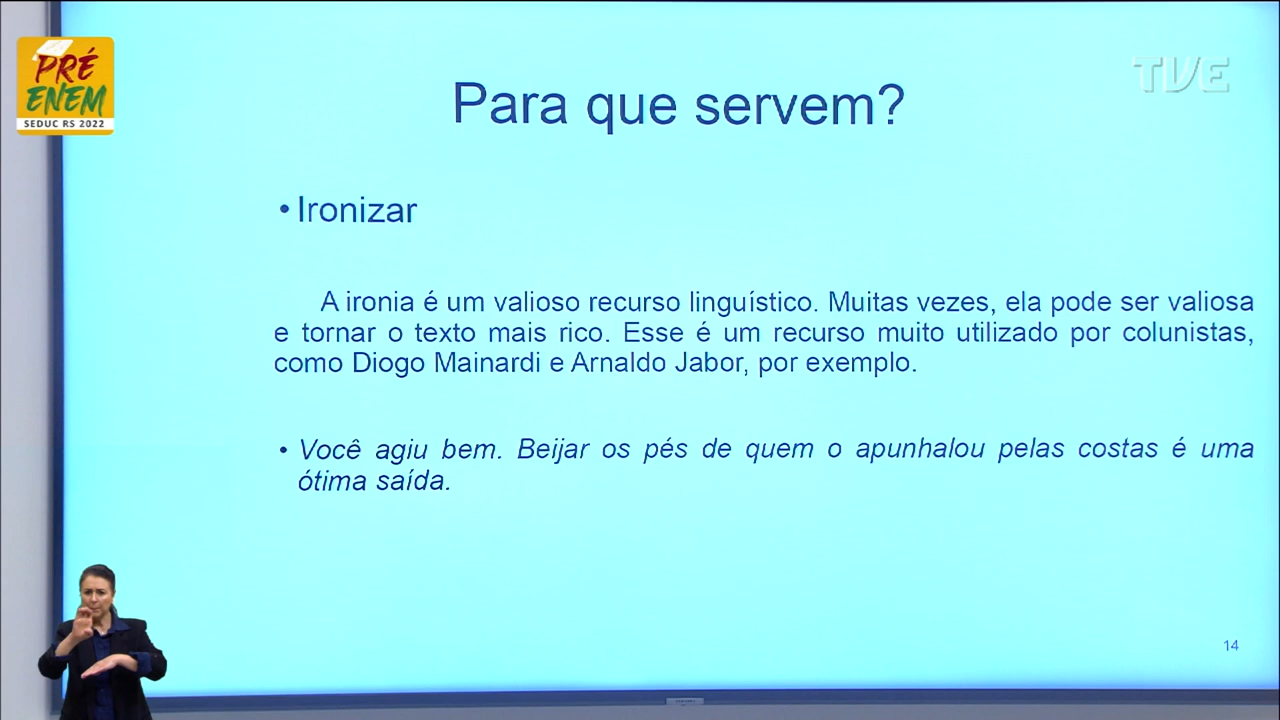 PRÉ
ENEM
SEDUC RS 2022
TVE
Para que servem?
• Ironizar
A ironia é um valioso recurso linguístico. Muitas vezes, ela pode ser valiosa
e tornar o texto mais rico. Esse é um recurso muito utilizado por colunistas,
como Diogo Mainardi e Arnaldo Jabor, por exemplo.
• Você agiu bem. Beijar os pés de quem o apunhalou pelas costas é uma
ótima saída.
14